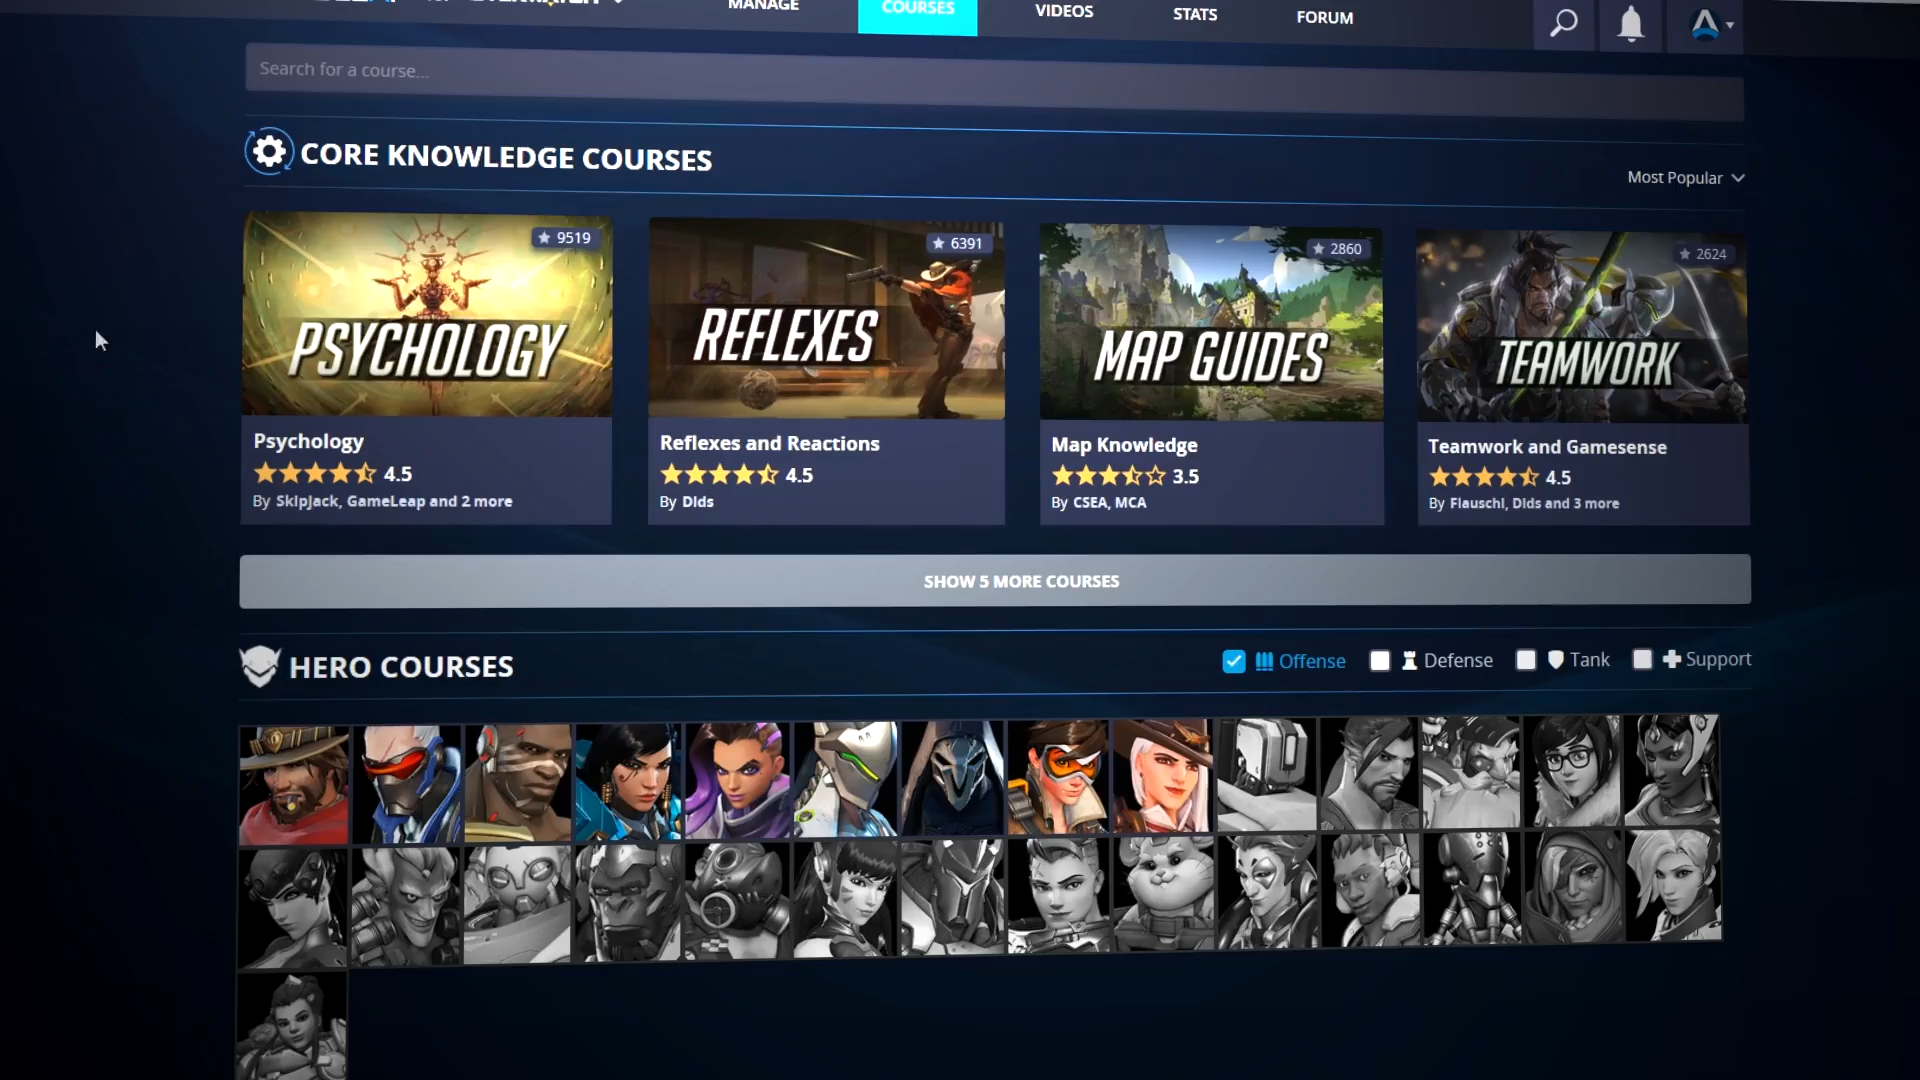 MANAGE
COURSES
VIDEOS
STATS
FORUM
Search for a course...
CORE KNOWLEDGE COURSES
Most Popular
9519
6391
2860
2624
PSYCHOLOGY
REFLEXES
MAP GUIDES
TEAMWORK
Psychology
4.5
By SkipJack, GameLeap and 2 more
Reflexes and Reactions
4.5
By Dids
Map Knowledge
3.5
By CSEA, MCA
Teamwork and Gamesense
4.5
By Flauschi, Dids and 3 more
SHOW 5 MORE COURSES
HERO COURSES
Offense
Defense
Tank
Support